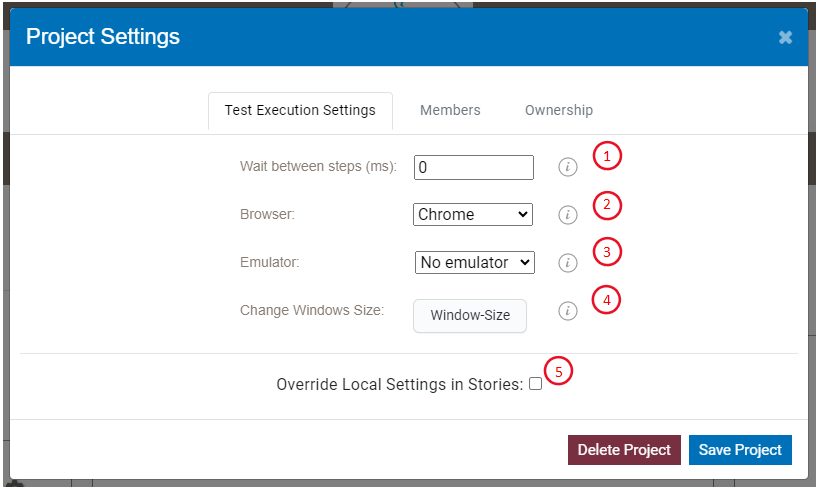 Project Settings
Test Execution Settings Members Ownership
Wait between steps (ms): 0 i 1
Browser: Chrome i 2
Emulator: No emulator i 3
Change Windows Size: Window-Size i 4
Override Local Settings in Stories: 5
Delete Project Save Project